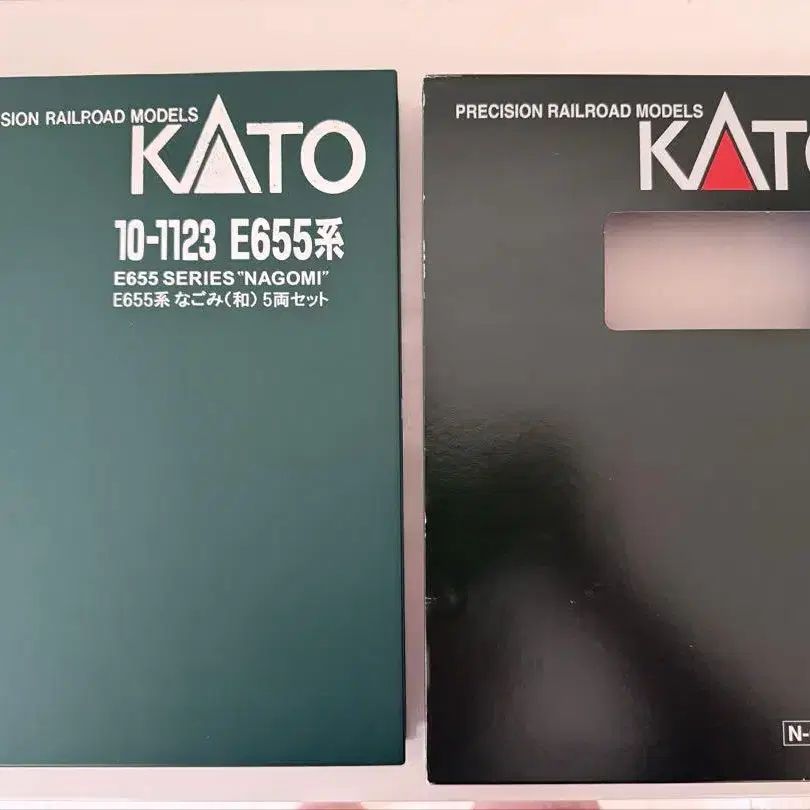 SION RAILROAD MODELS
KATO
10-1123 E655系
E655 SERIES "NAGOMI"
E655系 なごみ(和) 5両セット
PRECISION RAILROAD MODELS
KATO
N-